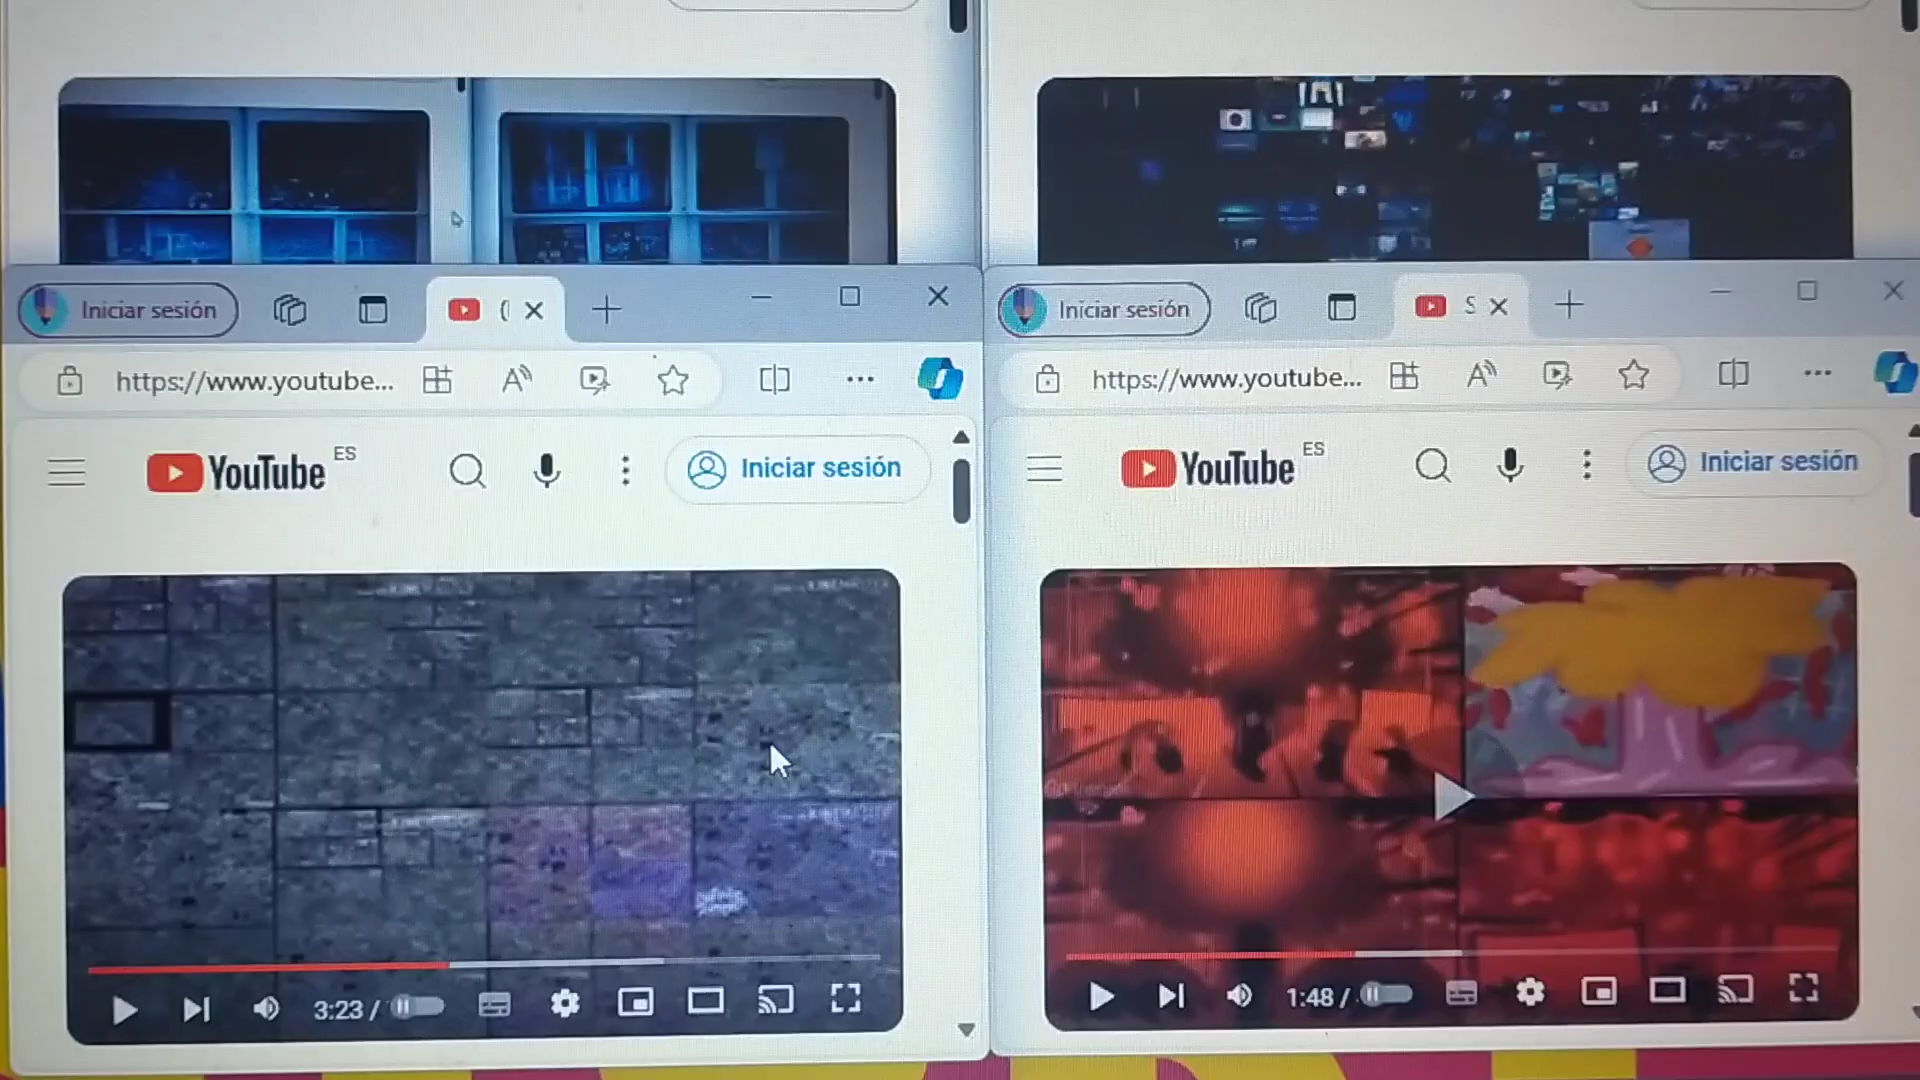 Iniciar sesión
(
Iniciar sesión
S
https://www.youtube...
https://www.youtube...
YouTube ES
Iniciar sesión
YouTube ES
Iniciar sesión
3:23 /
1:48 /